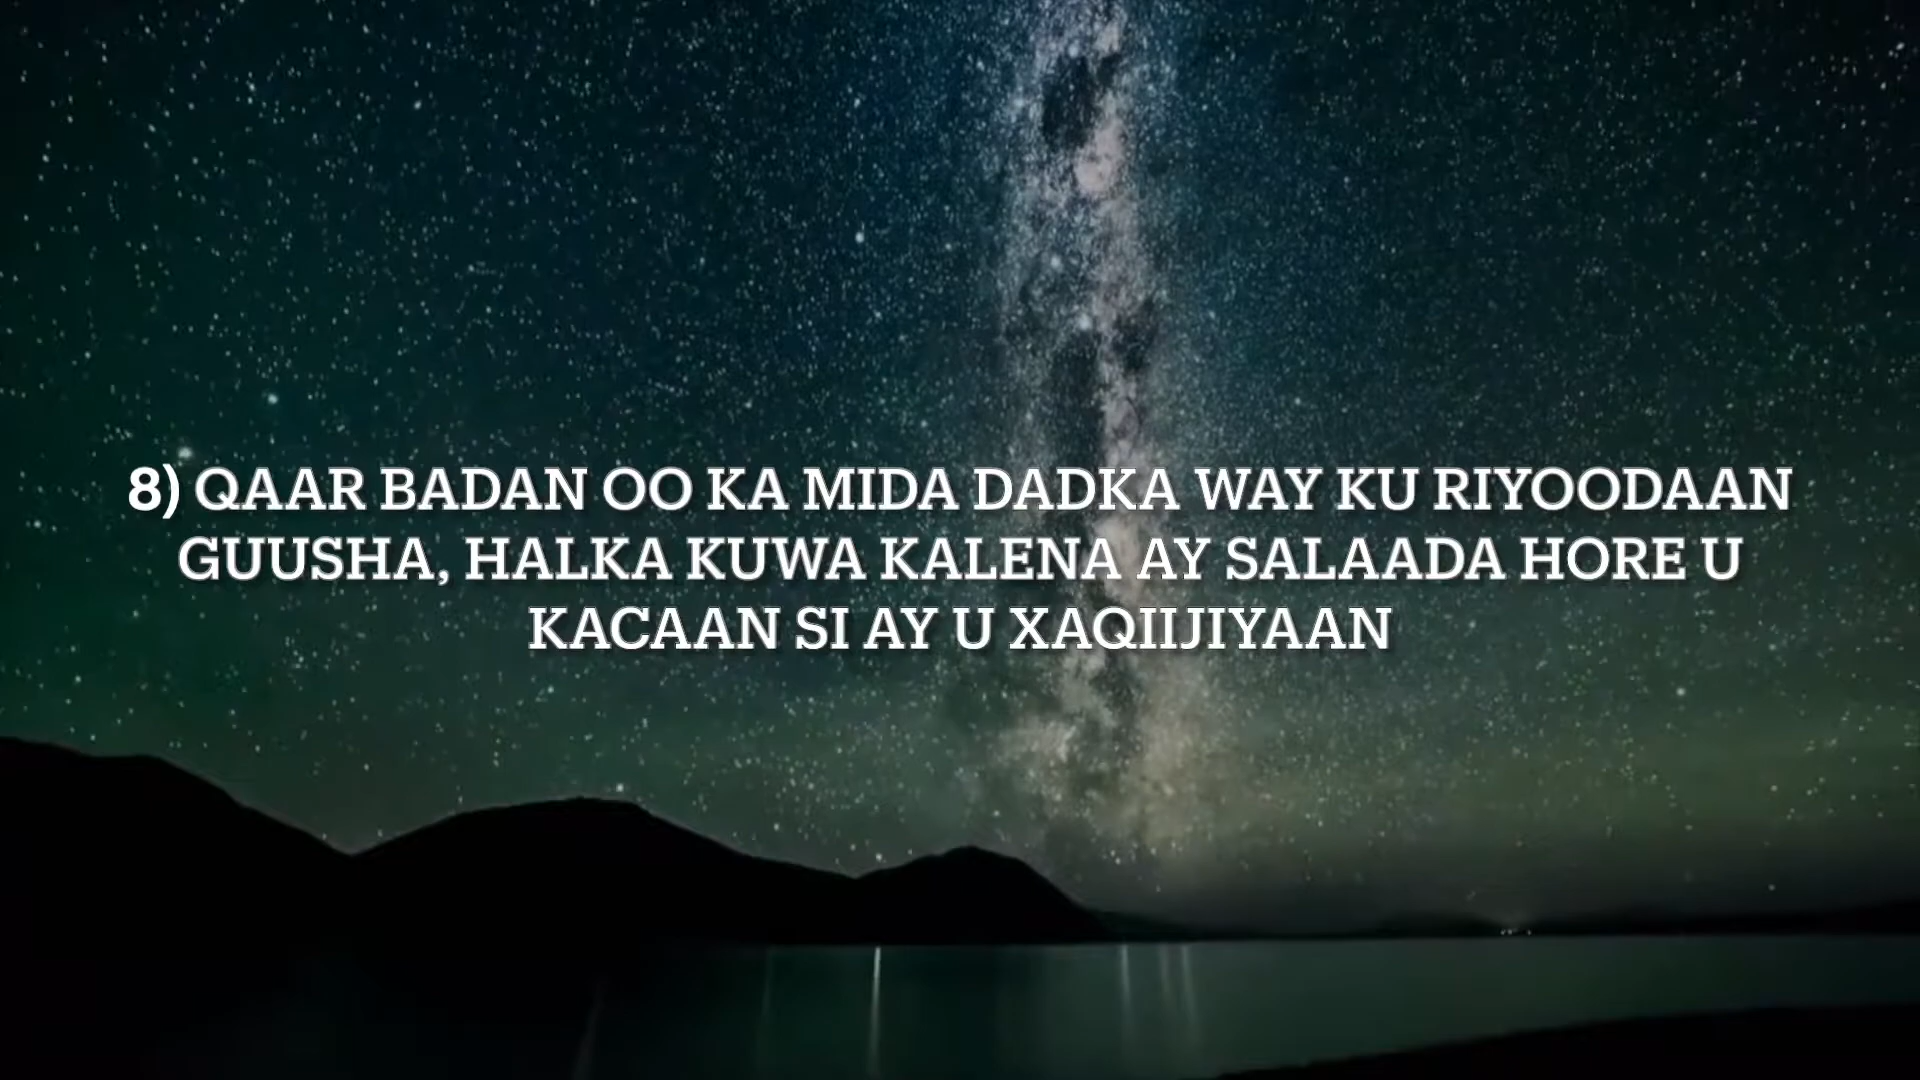 8) QAAR BADAN OO KA MIDA DADKA WAY KU RIYOODAAN
GUUSHA, HALKA KUWA KALENA AY SALAADA HORE U
KACAAN SI AY U XAQIIJIYAAN